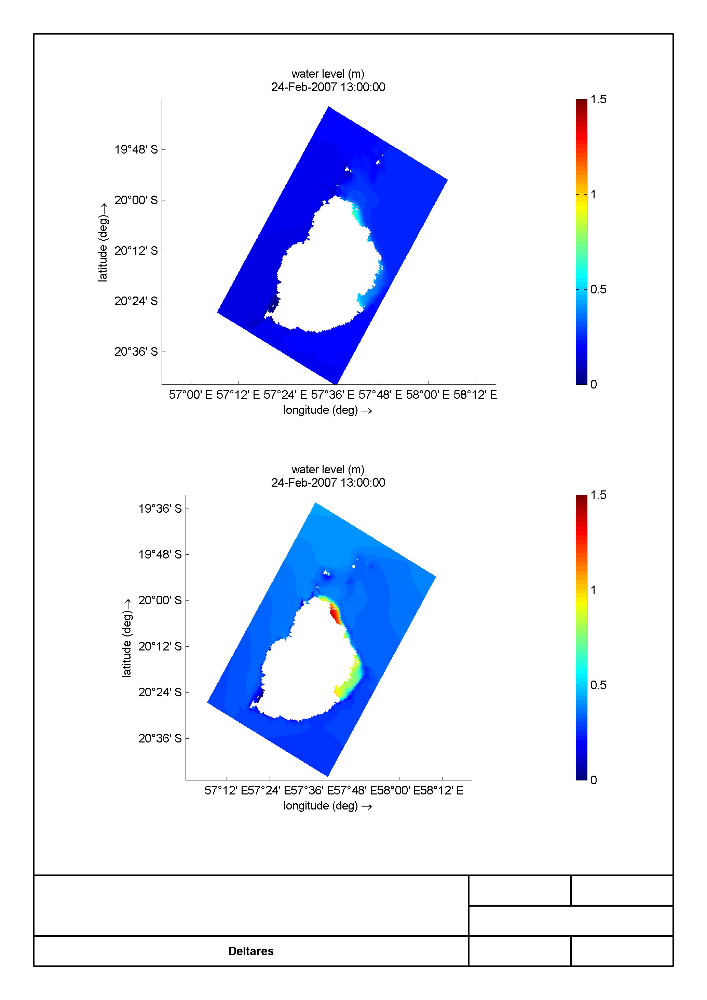 water level (m)
24-Feb-2007 13:00:00
1.5
1
0.5
0
19°48' S
20°00' S
20°12' S
20°24' S
20°36' S
latitude (deg)→
57°00' E 57°12' E 57°24' E 57°36' E 57°48' E 58°00' E 58°12' E
longitude (deg) →
water level (m)
24-Feb-2007 13:00:00
1.5
1
0.5
0
19°36' S
19°48' S
20°00' S
20°12' S
20°24' S
20°36' S
latitude (deg)→
57°12' E57°24' E57°36' E57°48' E58°00' E58°12' E
longitude (deg) →
Deltares